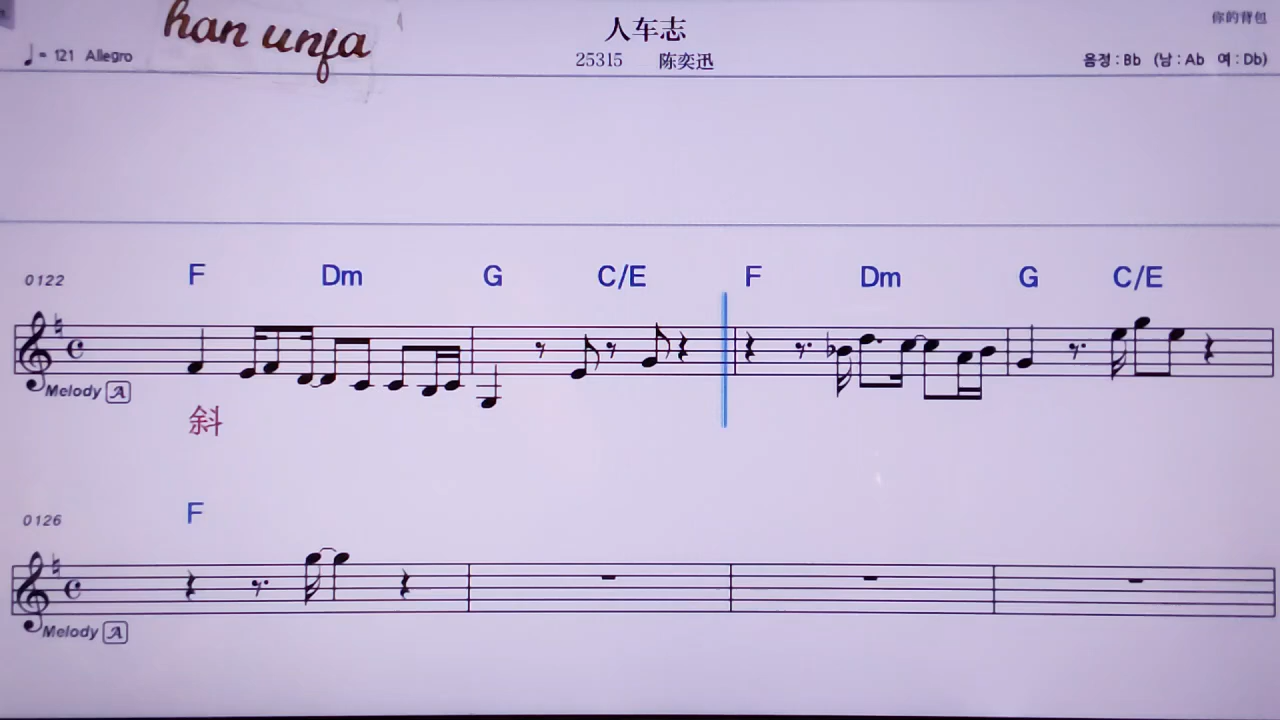 han unfa
人车志
你的背包
♩= 121 Allegro
25315 陈奕迅
음정 : Bb (남 : Ab 여 : Db)
F Dm G C/E F Dm G C/E
0122
Melody A
斜
F
0126
Melody A